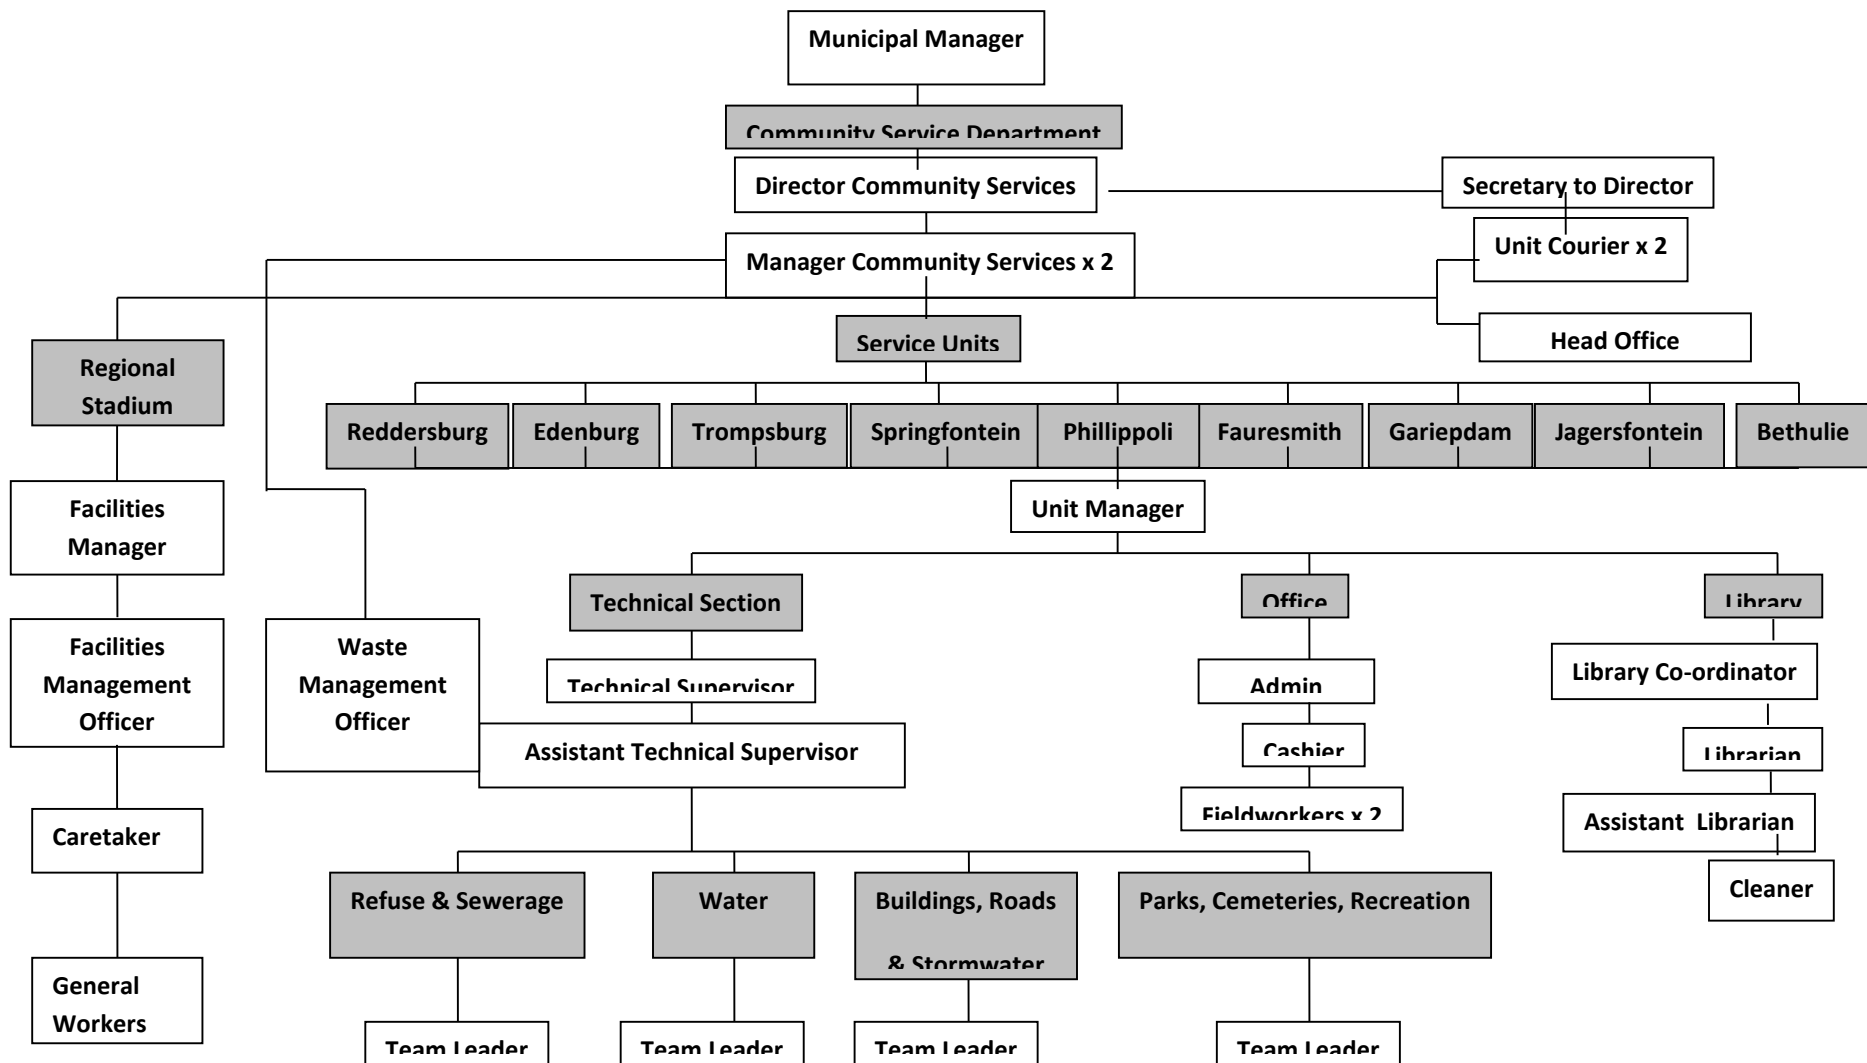 Municipal Manager
Community Service Department
Director Community Services
Secretary to Director
Unit Courier x 2
Manager Community Services x 2
Head Office
Service Units
Regional
Stadium
Reddersburg
Edenburg
Trompsburg
Springfontein
Phillippoli
Fauresmith
Gariepdam
Jagersfontein
Bethulie
Facilities
Manager
Unit Manager
Technical Section
Office
Library
Facilities
Management
Officer
Waste
Management
Officer
Technical Supervisor
Admin
Library Co-ordinator
Assistant Technical Supervisor
Cashier
Librarian
Fieldworkers x 2
Assistant Librarian
Caretaker
Cleaner
Refuse & Sewerage
Water
Buildings, Roads
& Stormwater
Parks, Cemeteries, Recreation
General
Workers
Team Leader
Team Leader
Team Leader
Team Leader